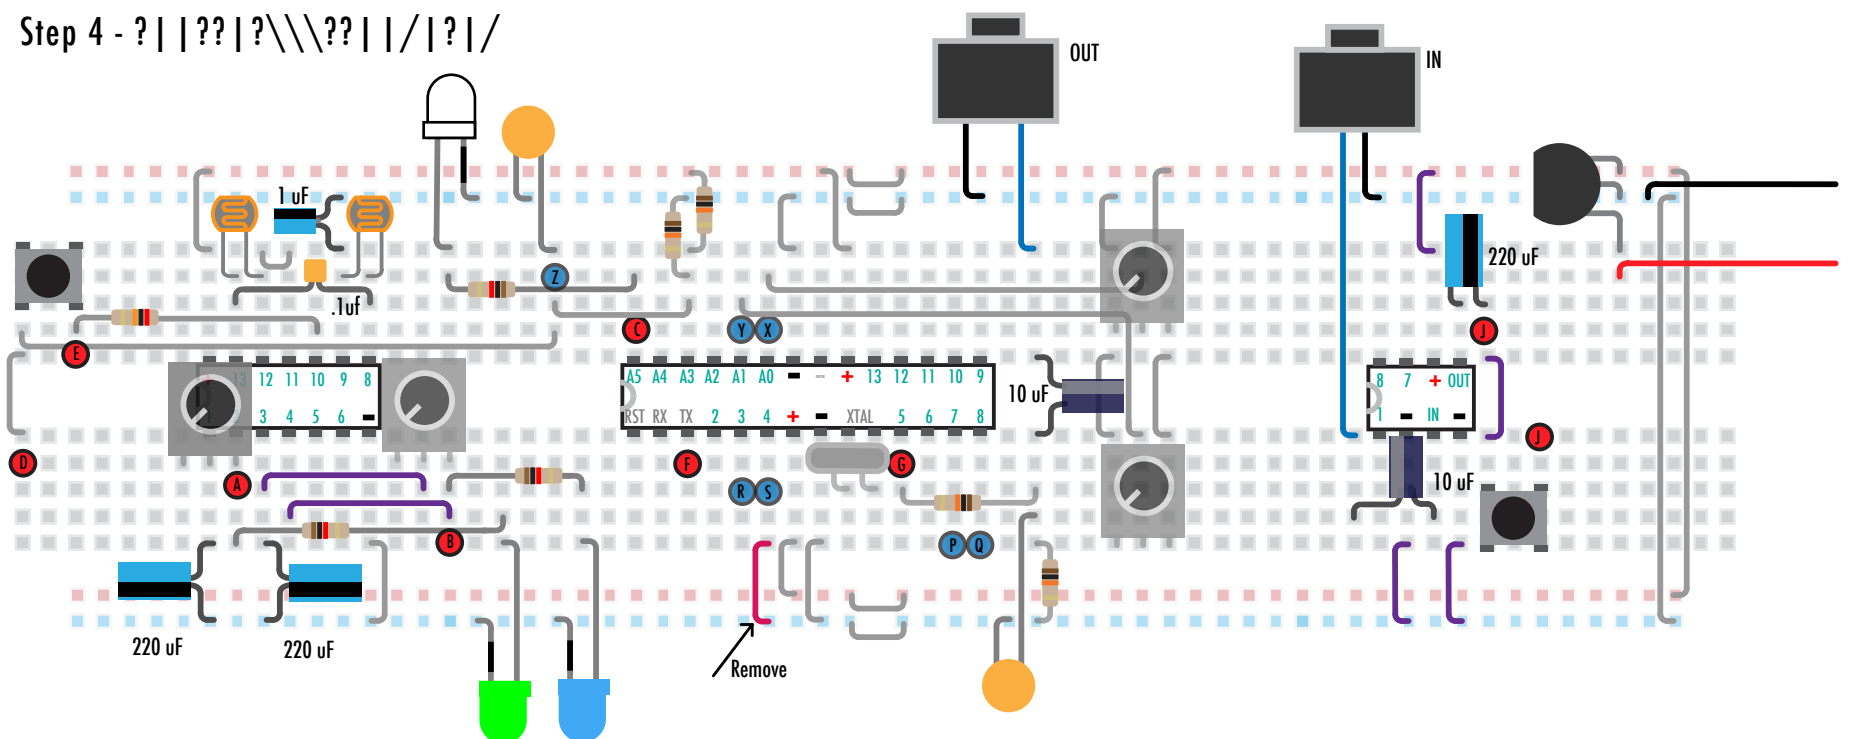 Step 4 - ?||??|?\\\??||/|?|/
OUT
IN
1 uF
.1uf
220 uF
Z
C
Y X
E
J
13 12 11 10 9 8
3 4 5 6 -
A5 A4 A3 A2 A1 A0 - - + 13 12 11 10 9
RST RX TX 2 3 4 + - XTAL 5 6 7 8
10 uF
8 7 + OUT
1 - IN -
D
A
F
G
J
R S
10 uF
B
P Q
220 uF
220 uF
Remove